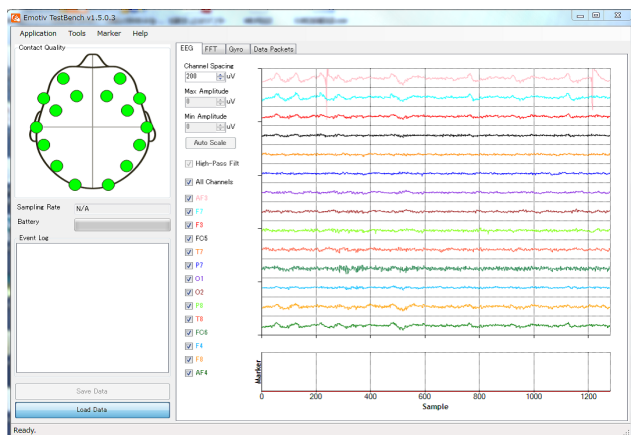 Emotiv TestBench v1.5.0.3
Application Tools Marker Help
Contact Quality
Sampling Rate N/A
Battery
Event Log
Save Data
Load Data
Ready.
EEG FFT Gyro Data Packets
Channel Spacing
200 uV
Max Amplitude
0 uV
Min Amplitude
0 uV
Auto Scale
High-Pass Filt
All Channels
AF3
F7
F3
FC5
T7
P7
O1
O2
P8
T8
FC6
F4
F8
AF4
Marker
0 200 400 600 800 1000 1200
Sample